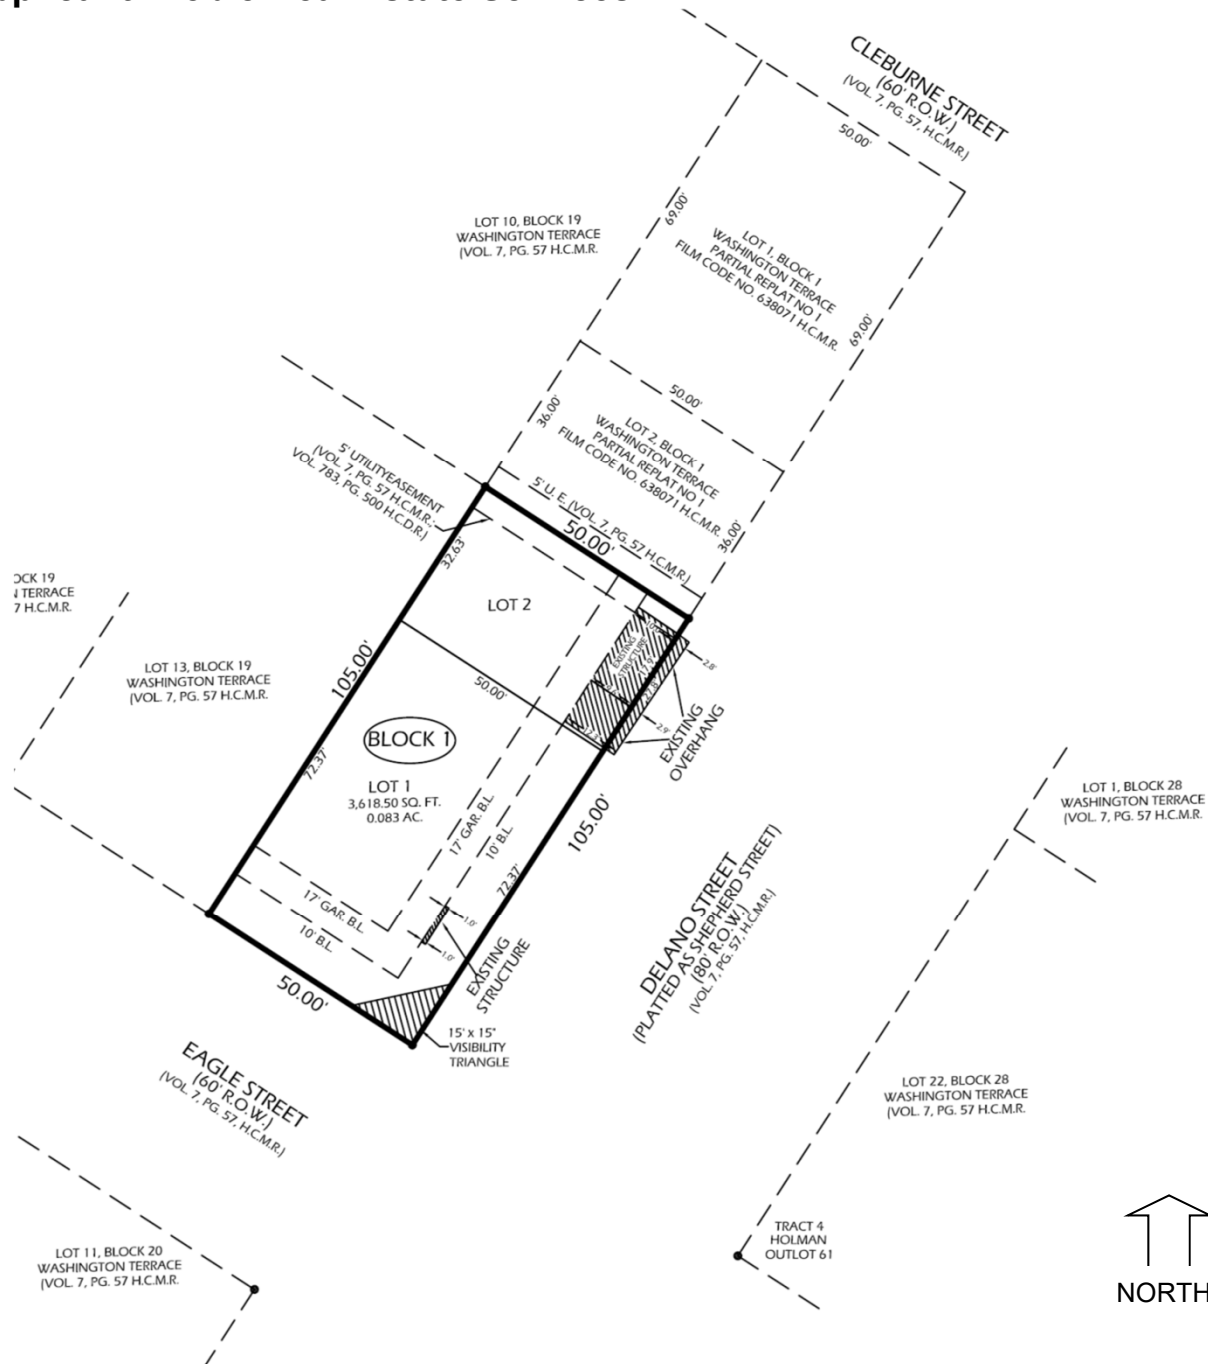 CLEBURNE STREET
(60' R.O.W.)
(VOL. 7, PG. 57, H.C.M.R.)
50.00'
69.00'
LOT 10, BLOCK 19
WASHINGTON TERRACE
(VOL. 7, PG. 57 H.C.M.R.
LOT 1, BLOCK 1
WASHINGTON TERRACE
PARTIAL REPLAT NO 1
FILM CODE NO. 638071 H.C.M.R.
69.00'
50.00'
36.00'
LOT 2, BLOCK 1
WASHINGTON TERRACE
PARTIAL REPLAT NO 1
FILM CODE NO. 638071 H.C.M.R.
36.00'
5' UTILITYEASEMENT
(VOL. 7, PG. 57 H.C.M.R.;
VOL. 783, PG. 500 H.C.D.R.)
5' U. E. (VOL. 7, PG. 57 H.C.M.R.)
50.00'
32.63'
LOT 2
EXISTING
STRUCTURE
27.8'
2.8'
2.9'
EXISTING
OVERHANG
OCK 19
7 H.C.M.R.
LOT 13, BLOCK 19
WASHINGTON TERRACE
(VOL. 7, PG. 57 H.C.M.R.
105.00'
50.00'
BLOCK 1
72.37'
LOT 1
3,618.50 SQ. FT.
0.083 AC.
17' GAR. B.L.
10' B.L.
105.00'
72.37'
LOT 1, BLOCK 28
WASHINGTON TERRACE
(VOL. 7, PG. 57 H.C.M.R.
17' GAR. B.L.
10' B.L.
1.0'
1.0'
EXISTING
STRUCTURE
50.00'
15' x 15"
VISIBILITY
TRIANGLE
DELANO STREET
(PLATTED AS SHEPHERD STREET)
(80' R.O.W.)
(VOL. 7, PG. 57, H.C.M.R.)
EAGLE STREET
(60' R.O.W.)
(VOL. 7, PG. 57, H.C.M.R.)
LOT 22, BLOCK 28
WASHINGTON TERRACE
(VOL. 7, PG. 57 H.C.M.R.
LOT 11, BLOCK 20
WASHINGTON TERRACE
(VOL. 7, PG. 57 H.C.M.R.
TRACT 4
HOLMAN
OUTLOT 61
NORTH